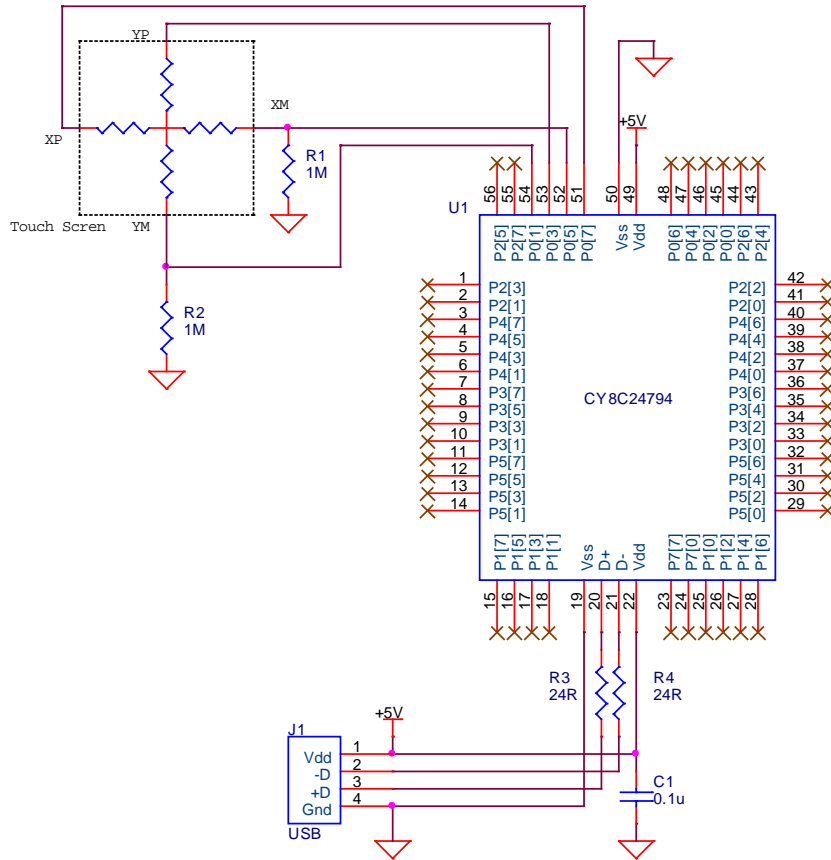 YP
XM
XP
R1
1M
Touch Scren
YM
R2
1M
+5V
56 55 54 53 52 51 50 49 48 47 46 45 44 43
U1
P2[5] P2[7] P0[1] P0[3] P0[5] P0[7] Vss Vdd P0[6] P0[4] P0[2] P0[0] P2[6] P2[4]
1 P2[3] P2[2] 42
2 P2[1] P2[0] 41
3 P4[7] P4[6] 40
4 P4[5] P4[4] 39
5 P4[3] P4[2] 38
6 P4[1] P4[0] 37
7 P3[7] P3[6] 36
8 P3[5] P3[4] 35
9 P3[3] P3[2] 34
10 P3[1] P3[0] 33
11 P5[7] P5[6] 32
12 P5[5] P5[4] 31
13 P5[3] P5[2] 30
14 P5[1] P5[0] 29
CY8C24794
P1[7] P1[5] P1[3] P1[1] Vss D+ D- Vdd P7[7] P7[0] P1[0] P1[2] P1[4] P1[6]
15 16 17 18 19 20 21 22 23 24 25 26 27 28
R3
24R
R4
24R
+5V
J1
Vdd 1
-D 2
+D 3
Gnd 4
USB
C1
0.1u